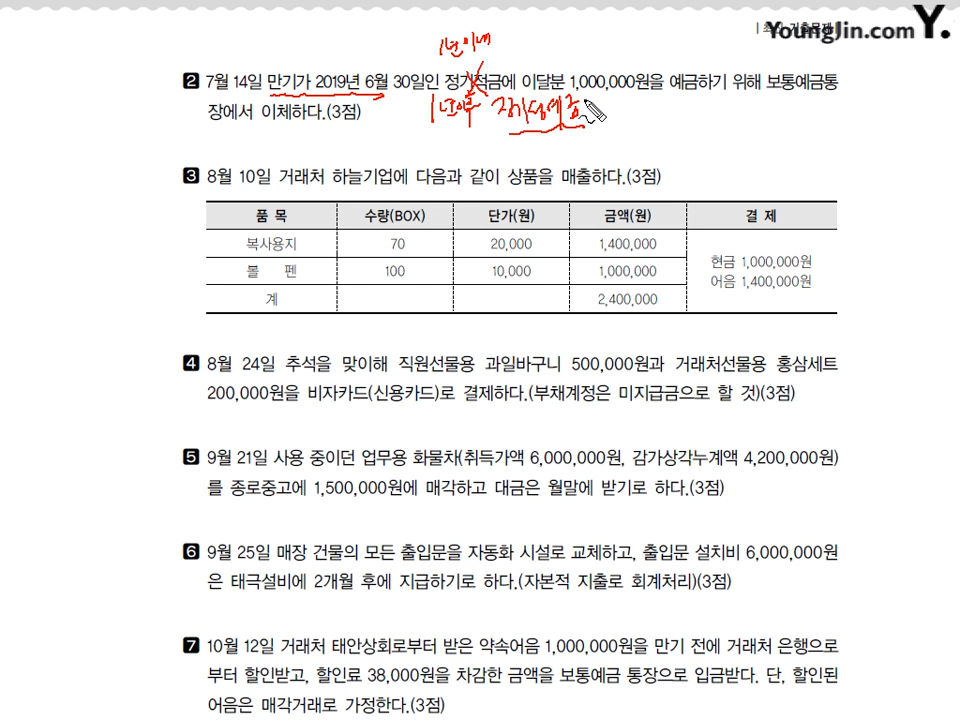 | 최신 기출문제 |
YoungJin.com Y.
1년이내
2 7월 14일 만기가 2019년 6월 30일인 정기적금에 이달분 1,000,000원을 예금하기 위해 보통예금통
장에서 이체하다.(3점)
1년이후
3 8월 10일 거래처 하늘기업에 다음과 같이 상품을 매출하다.(3점)
품 목 수량(BOX) 단가(원) 금액(원) 결 제
복사용지 70 20,000 1,400,000
볼 펜 100 10,000 1,000,000
현금 1,000,000원
어음 1,400,000원
계 2,400,000
4 8월 24일 추석을 맞이해 직원선물용 과일바구니 500,000원과 거래처선물용 홍삼세트
200,000원을 비자카드(신용카드)로 결제하다.(부채계정은 미지급금으로 할 것)(3점)
5 9월 21일 사용 중이던 업무용 화물차(취득가액 6,000,000원, 감가상각누계액 4,200,000원)
를 종로중고에 1,500,000원에 매각하고 대금은 월말에 받기로 하다.(3점)
6 9월 25일 매장 건물의 모든 출입문을 자동화 시설로 교체하고, 출입문 설치비 6,000,000원
은 태극설비에 2개월 후에 지급하기로 하다.(자본적 지출로 회계처리)(3점)
7 10월 12일 거래처 태안상회로부터 받은 약속어음 1,000,000원을 만기 전에 거래처 은행으로
부터 할인받고, 할인료 38,000원을 차감한 금액을 보통예금 통장으로 입금받다. 단, 할인된
어음은 매각거래로 가정한다.(3점)